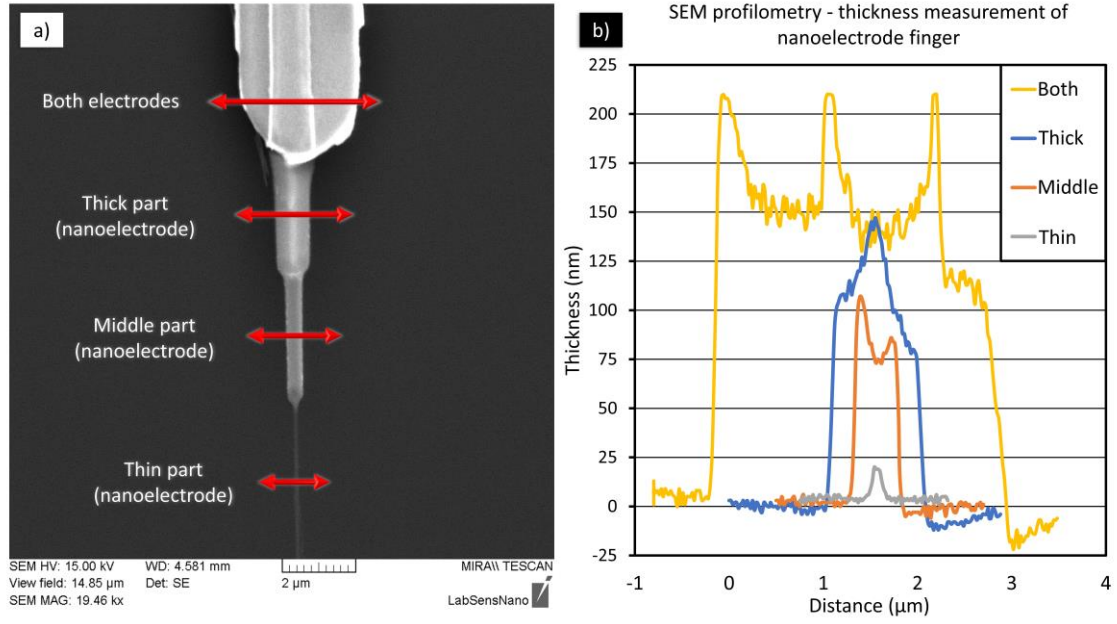 a)
Both electrodes
Thick part
(nanoelectrode)
Middle part
(nanoelectrode)
Thin part
(nanoelectrode)
SEM HV: 15.00 kV WD: 4.581 mm MIRA\\ TESCAN
View field: 14.85 µm Det: SE 2 µm
SEM MAG: 19.46 kx LabSensNano
b)
SEM profilometry - thickness measurement of
nanoelectrode finger
Thickness (nm)
225
200
175
150
125
100
75
50
25
0
-25
-1 0 1 2 3 4
Distance (µm)
Both
Thick
Middle
Thin